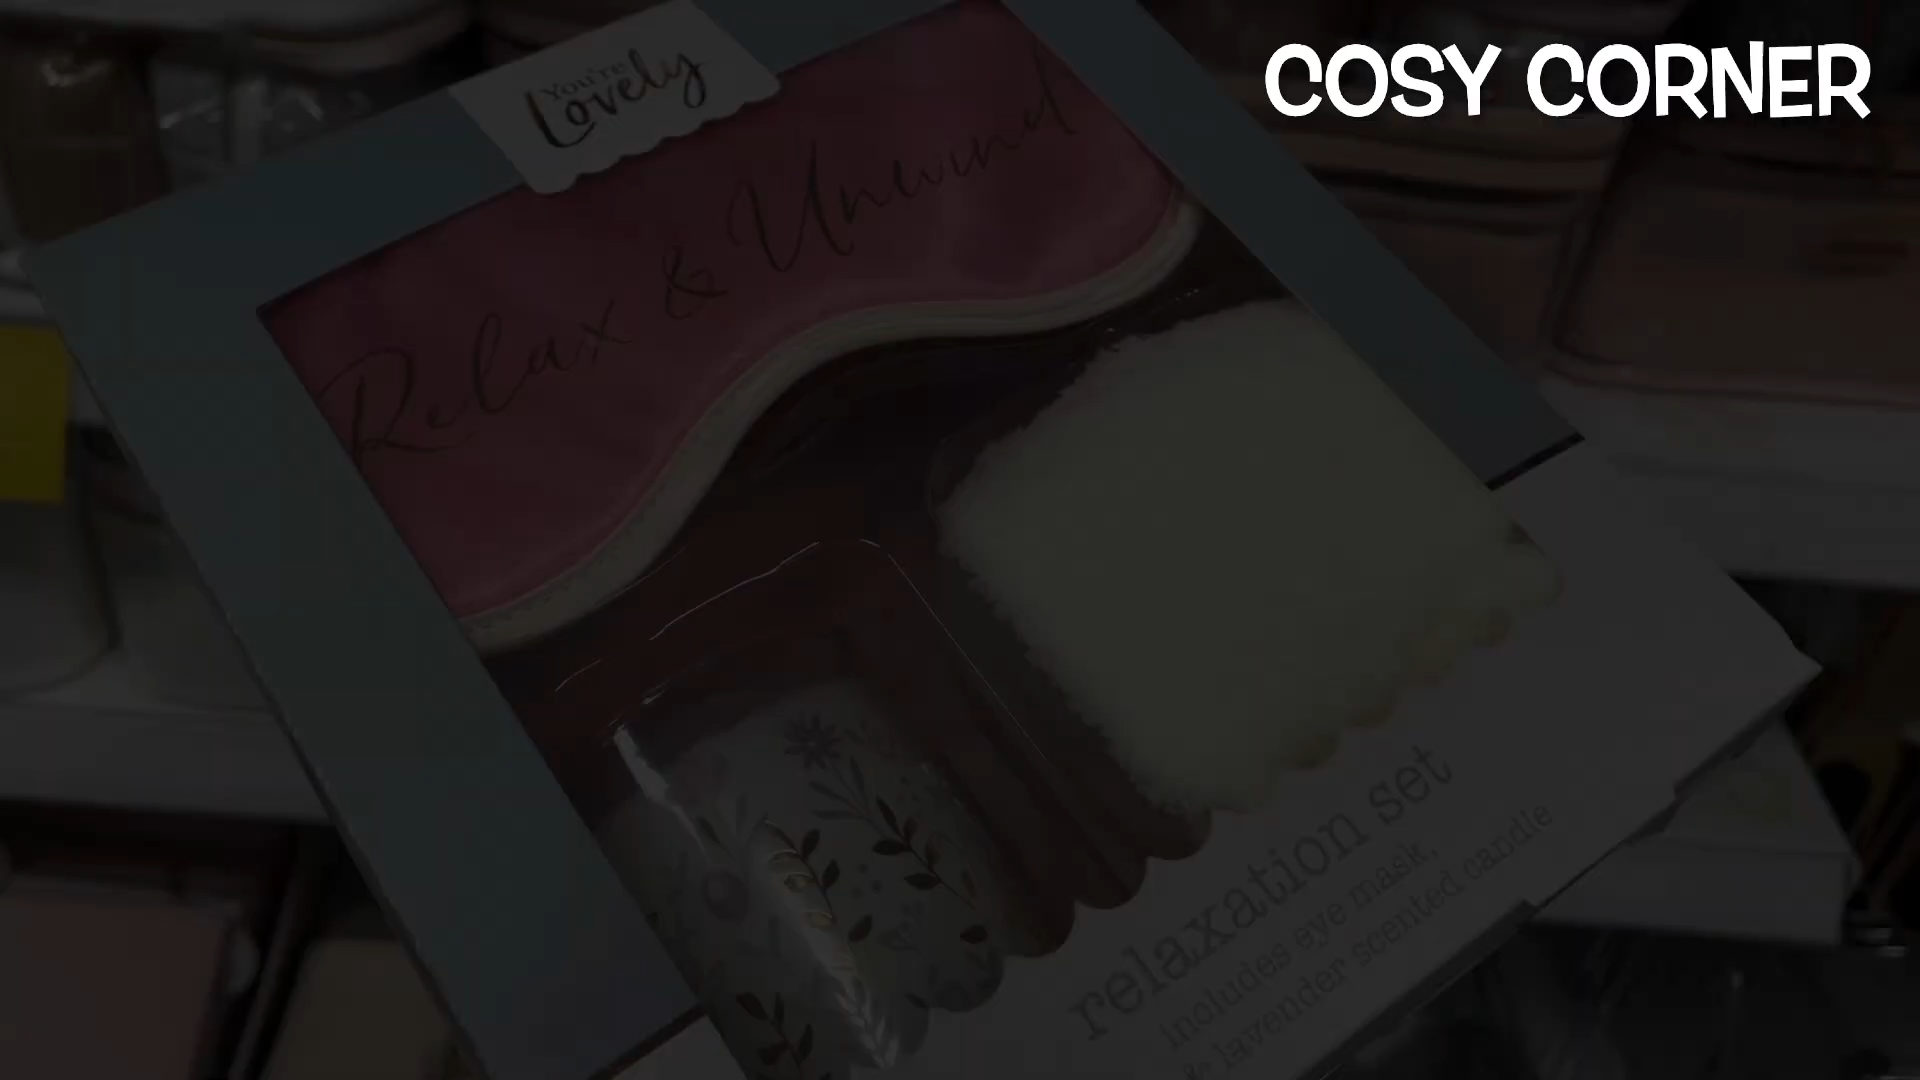 COSY CORNER
You're
Lovely
Relax & Unwind
relaxation set
includes eye mask,
& lavender scented candle